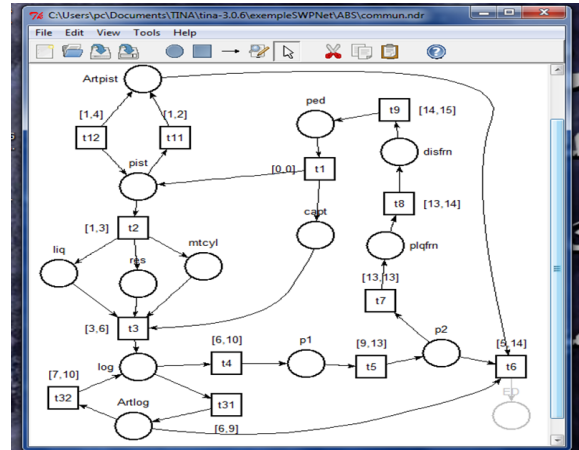 C:\Users\pc\Documents\TINA\tina-3.0.6\exempleSWPNet\ABS\commun.ndr
File Edit View Tools Help
Artpist
ped
t9
[14,15]
[1,4]
[1,2]
t12
t11
disfrn
pist
[0,0]
t1
t8
[13,14]
[1,3]
t2
capt
liq
res
mtcyl
plqfrn
[13,13]
t7
[3,6]
t3
[6,10]
p1
[9,13]
p2
[5,14]
log
t4
t5
t6
[7,10]
t32
Artlog
t31
Ep
[6,9]